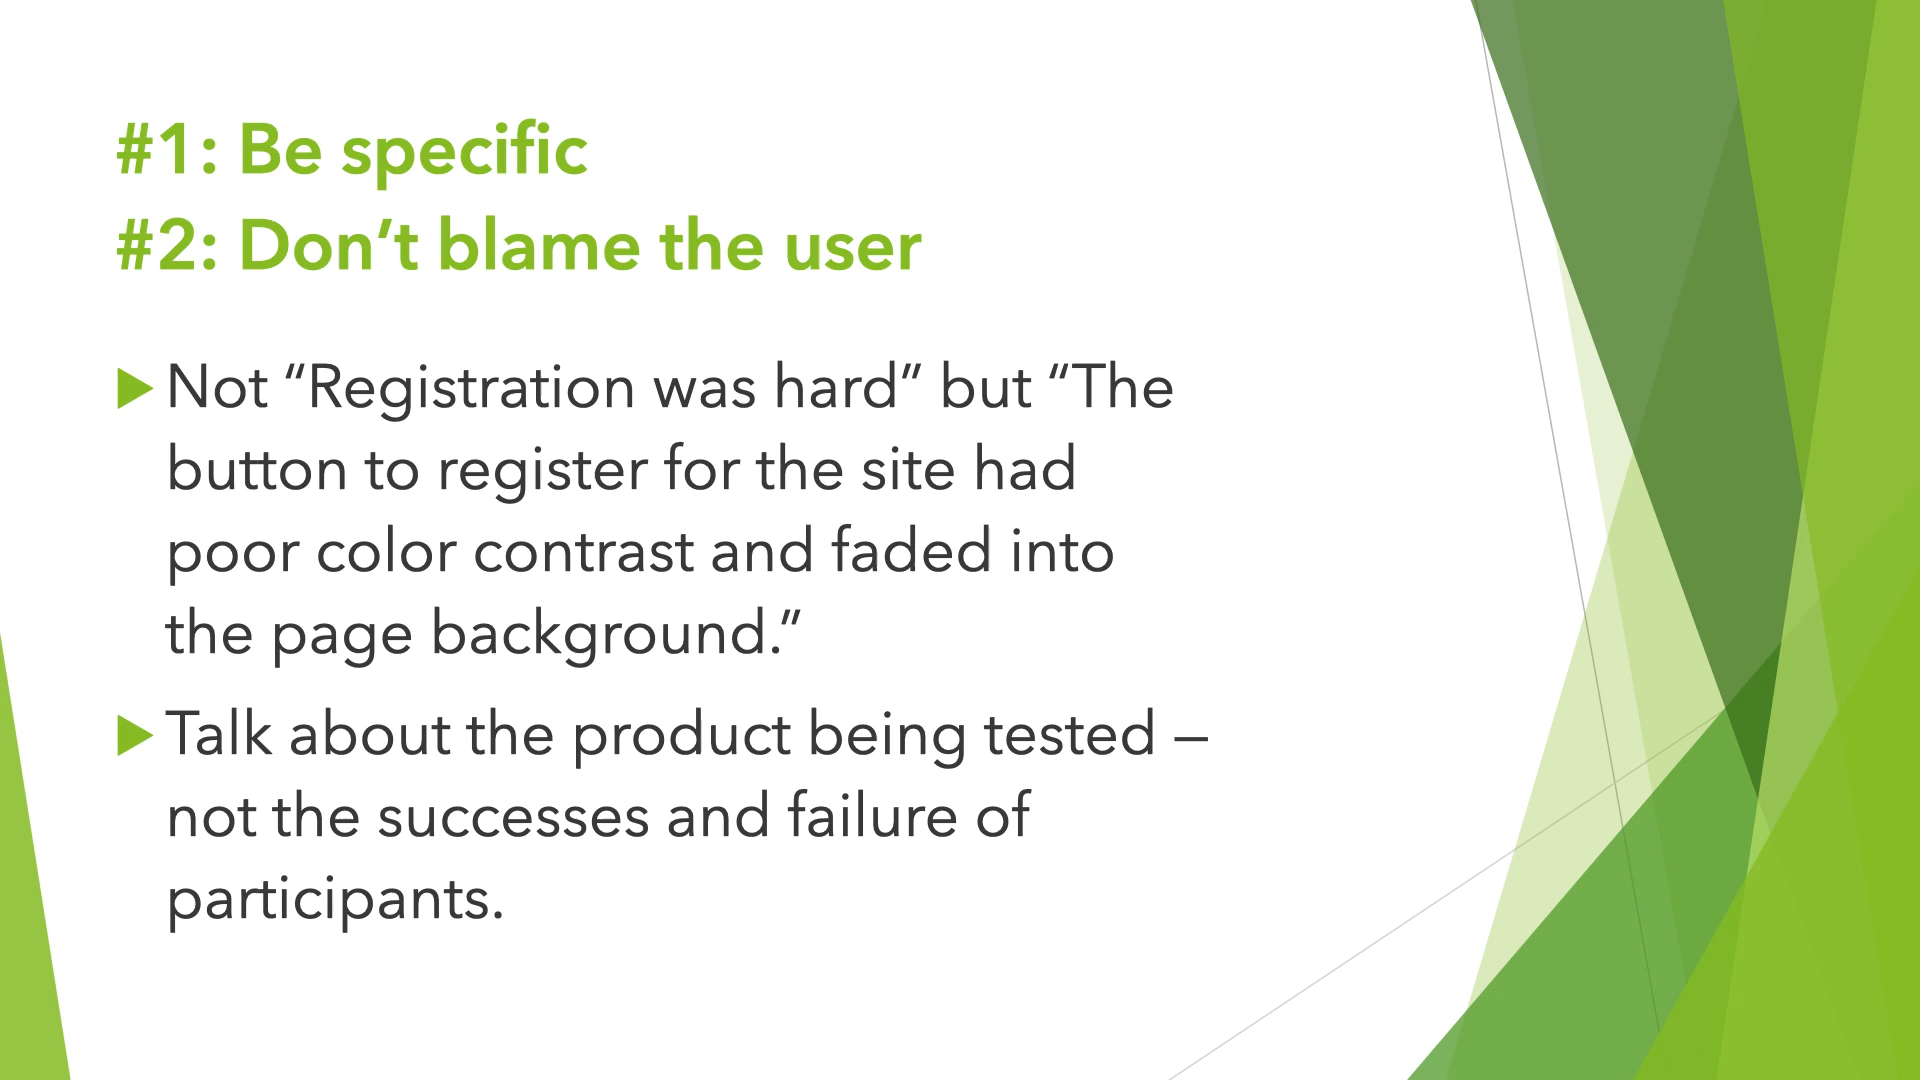 #1: Be specific
#2: Don’t blame the user
Not “Registration was hard” but “The
button to register for the site had
poor color contrast and faded into
the page background.”
Talk about the product being tested –
not the successes and failure of
participants.